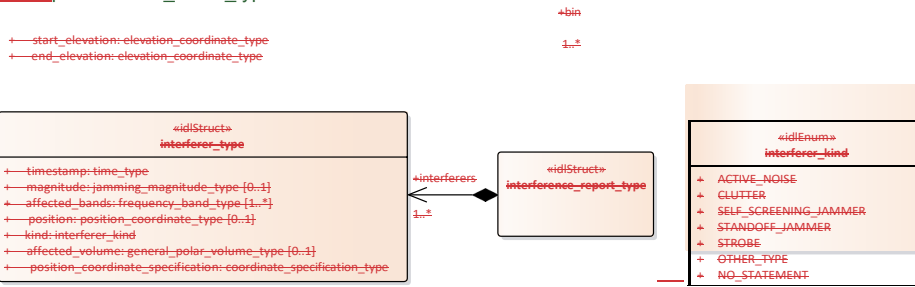 +bin
+ start_elevation: elevation_coordinate_type
1..*
+ end_elevation: elevation_coordinate_type
«idlStruct»
interferer_type
+ timestamp: time_type
+ magnitude: jamming_magnitude_type [0..1]
+ affected_bands: frequency_band_type [1..*]
+ position: position_coordinate_type [0..1]
+ kind: interferer_kind
+ affected_volume: general_polar_volume_type [0..1]
+ position_coordinate_specification: coordinate_specification_type
+interferers
1..*
«idlStruct»
interference_report_type
«idlEnum»
interferer_kind
+ ACTIVE_NOISE
+ CLUTTER
+ SELF_SCREENING_JAMMER
+ STANDOFF_JAMMER
+ STROBE
+ OTHER_TYPE
+ NO_STATEMENT